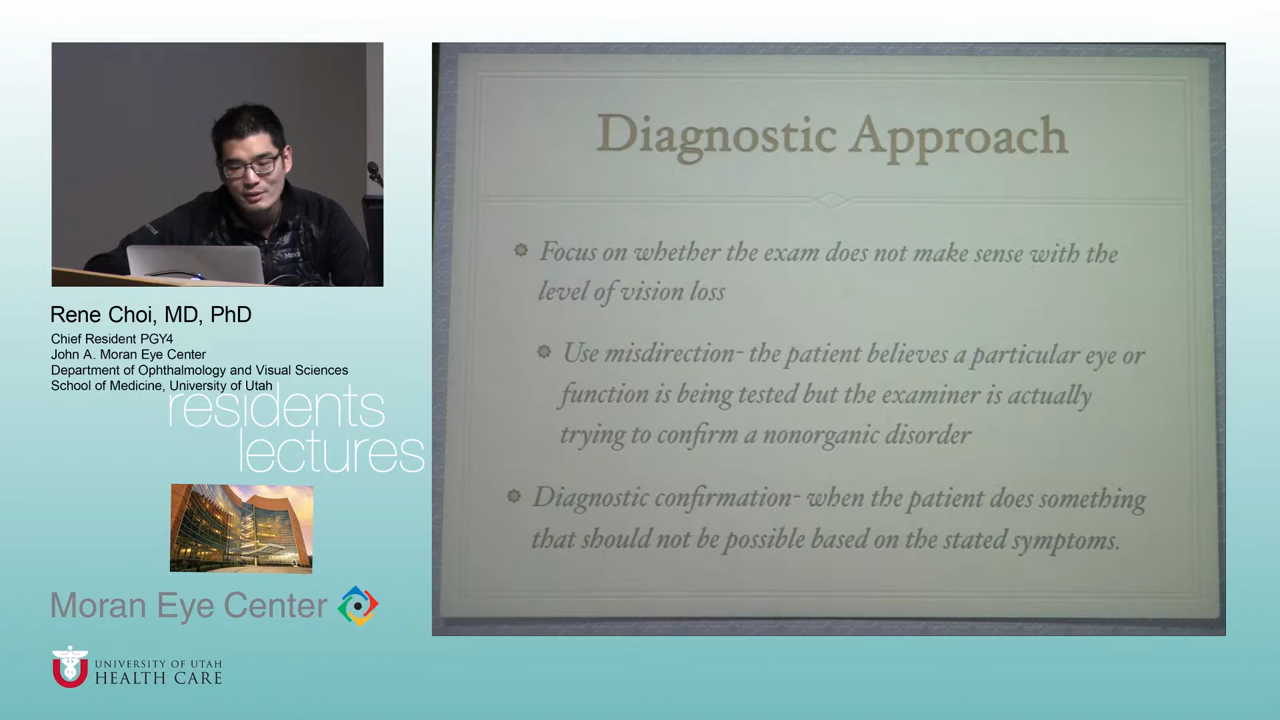 Diagnostic Approach
Focus on whether the exam does not make sense with the
level of vision loss
Use misdirection- the patient believes a particular eye or
function is being tested but the examiner is actually
trying to confirm a nonorganic disorder
Diagnostic confirmation- when the patient does something
that should not be possible based on the stated symptoms.
Rene Choi, MD, PhD
Chief Resident PGY4
John A. Moran Eye Center
Department of Ophthalmology and Visual Sciences
School of Medicine, University of Utah
residents
lectures
Moran Eye Center
UNIVERSITY OF UTAH
HEALTH CARE